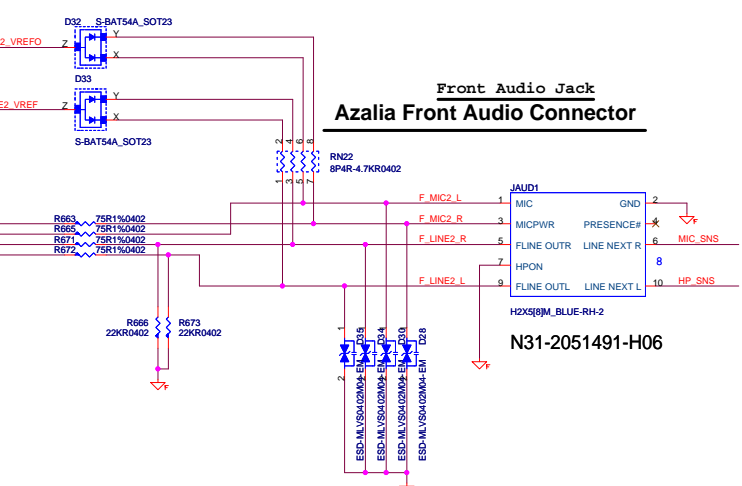 D32 S-BAT54A_SOT23
2_VREFO Z Y
X
D33
E2_VREF Z Y
X
S-BAT54A_SOT23
Front Audio Jack
Azalia Front Audio Connector
2 4 6 8
RN22
8P4R-4.7KR0402
1 3 5 7
JAUD1
F_MIC2_L 1 MIC GND 2
F_MIC2_R 3 MICPWR PRESENCE# 4
F_LINE2_R 5 FLINE OUTR LINE NEXT R 6 MIC_SNS
7 HPON 8
F_LINE2_L 9 FLINE OUTL LINE NEXT L 10 HP_SNS
H2X5[8]M_BLUE-RH-2
N31-2051491-H06
R663 75R1%0402
R665 75R1%0402
R671 75R1%0402
R672 75R1%0402
R666
22KR0402
R673
22KR0402
F
F
F
1 2
D35
ESD-MLVS0402M04-EM
D34
ESD-MLVS0402M04-EM
D30
ESD-MLVS0402M04-EM
D28
ESD-MLVS0402M04-EM